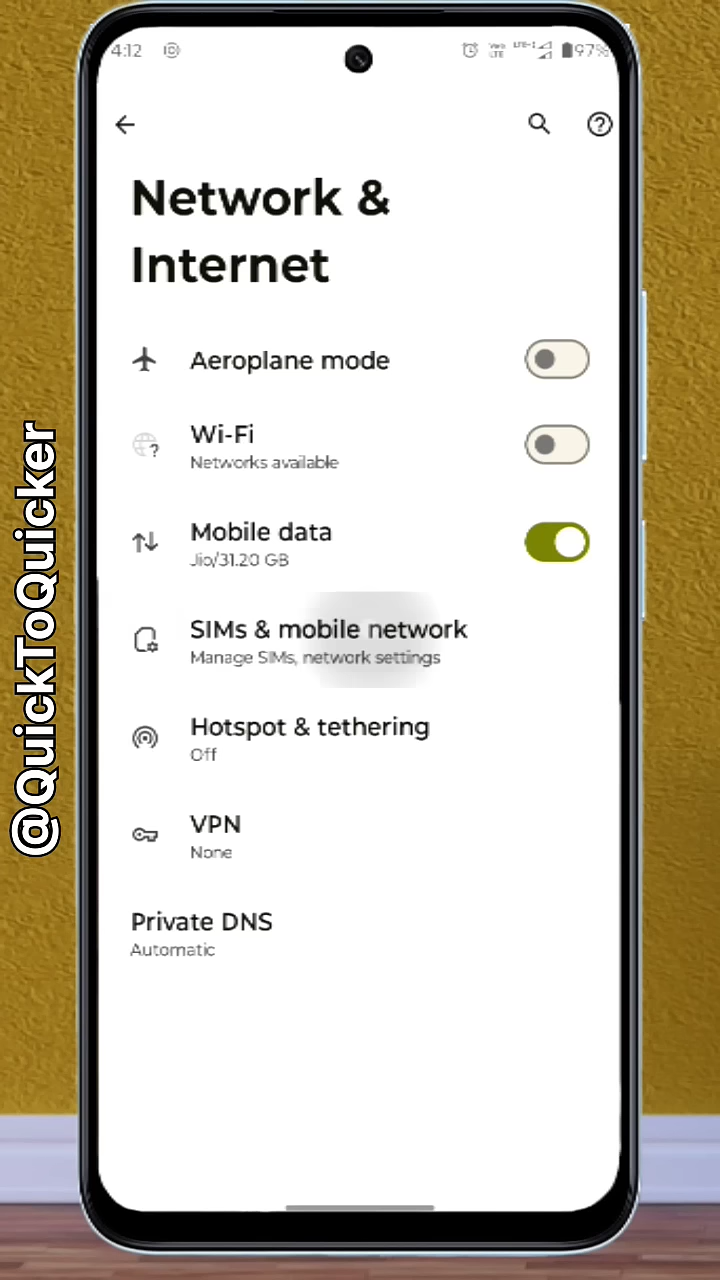 4:12
97%
Network &
Internet
Aeroplane mode
Wi-Fi
Networks available
Mobile data
Jio/31.20 GB
SIMs & mobile network
Manage SIMs, network settings
Hotspot & tethering
Off
VPN
None
Private DNS
Automatic
@QuickToQuicker